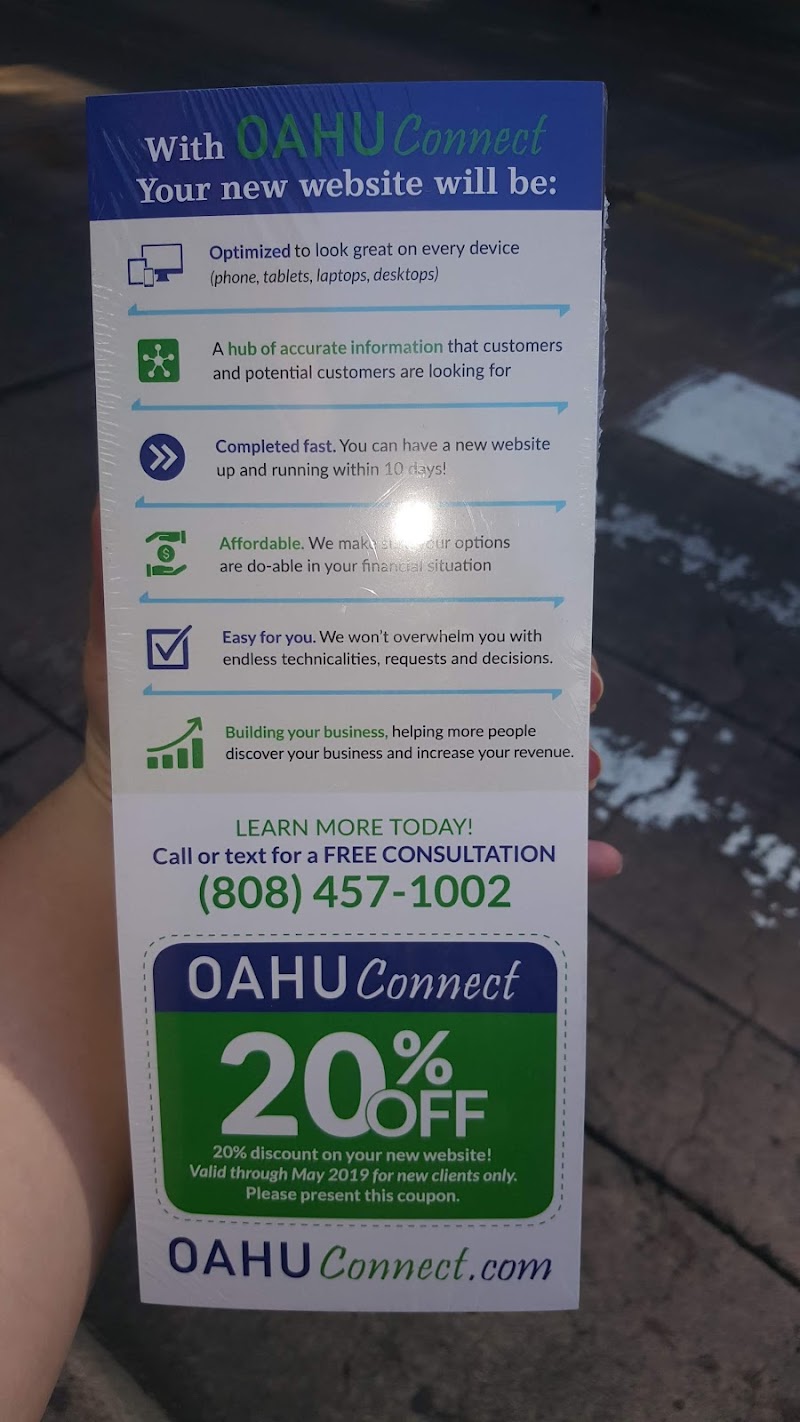 With OAHU Connect
Your new website will be:
Optimized to look great on every device
(phone, tablets, laptops, desktops)
A hub of accurate information that customers
and potential customers are looking for
Completed fast. You can have a new website
up and running within 10 days!
Affordable. We make our options
are do-able in your financial situation
Easy for you. We won't overwhelm you with
endless technicalities, requests and decisions.
Building your business, helping more people
discover your business and increase your revenue.
LEARN MORE TODAY!
Call or text for a FREE CONSULTATION
(808) 457-1002
OAHU Connect
20% OFF
20% discount on your new website!
Valid through May 2019 for new clients only.
Please present this coupon.
OAHU Connect.com